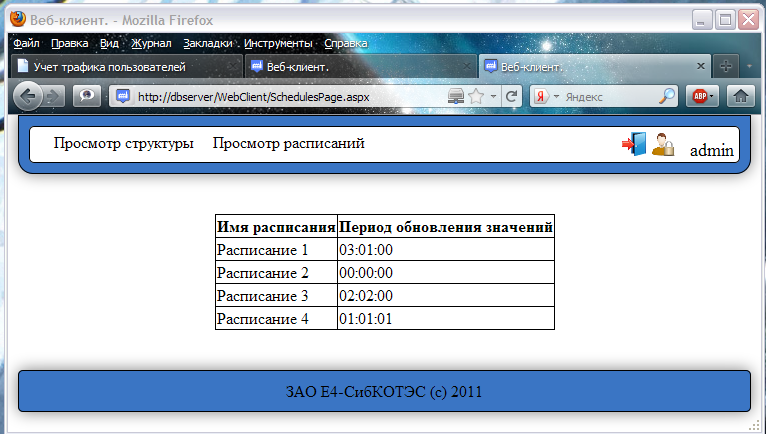 Веб-клиент. - Mozilla Firefox
Файл Правка Вид Журнал Закладки Инструменты Справка
Учет трафика пользователей Веб-клиент. Веб-клиент.
http://dbserver/WebClient/SchedulesPage.aspx Я Яндекс ABP
Просмотр структуры Просмотр расписаний admin
Имя расписания Период обновления значений
Расписание 1 03:01:00
Расписание 2 00:00:00
Расписание 3 02:02:00
Расписание 4 01:01:01
ЗАО Е4-СибКОТЭС (c) 2011